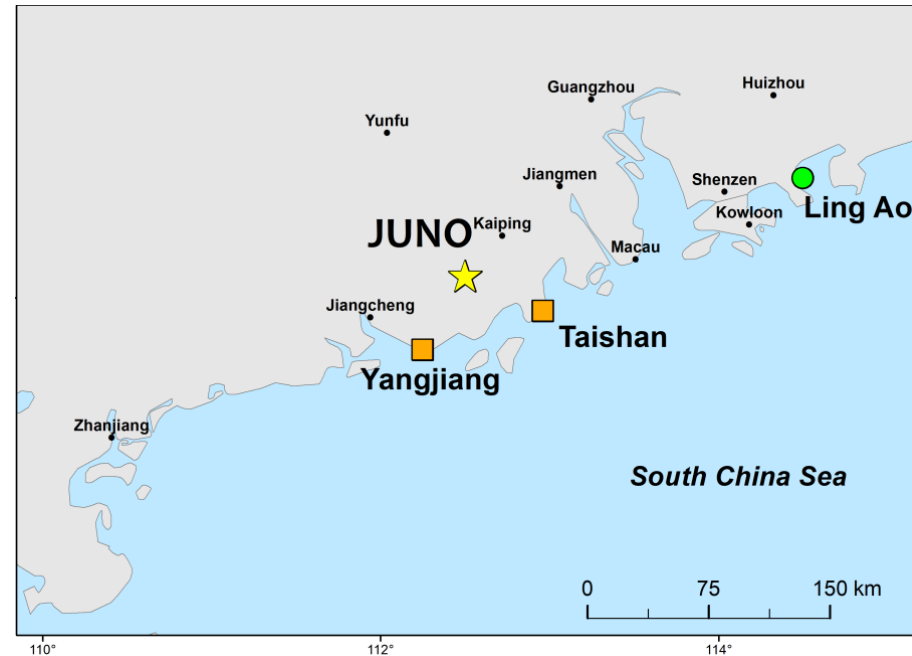 Guangzhou
Huizhou
Yunfu
Jiangmen
Shenzen
Ling Ao
Kowloon
JUNO
Kaiping
Macau
Jiangcheng
Taishan
Yangjiang
Zhanjiang
South China Sea
0 75 150 km
110° 112° 114°